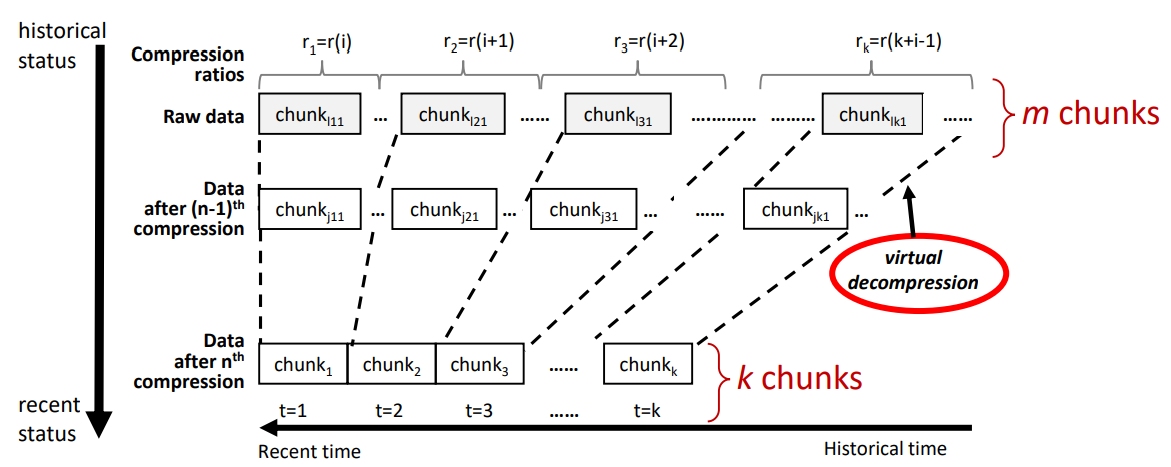 historical
status
Compression
ratios
r₁=r(i)
r₂=r(i+1)
r₃=r(i+2)
rₖ=r(k+i-1)
Raw data
chunkₗ₁₁
...
chunkₗ₂₁
......
chunkₗ₃₁
...............
.........
chunkₗₖ₁
......
m chunks
Data
after (n-1)ᵗʰ
compression
chunkⱼ₁₁
...
chunkⱼ₂₁
...
chunkⱼ₃₁
...
......
chunkⱼₖ₁
...
virtual
decompression
Data
after nᵗʰ
compression
chunk₁
chunk₂
chunk₃
......
chunkₖ
k chunks
recent
status
t=1
t=2
t=3
......
t=k
Recent time
Historical time